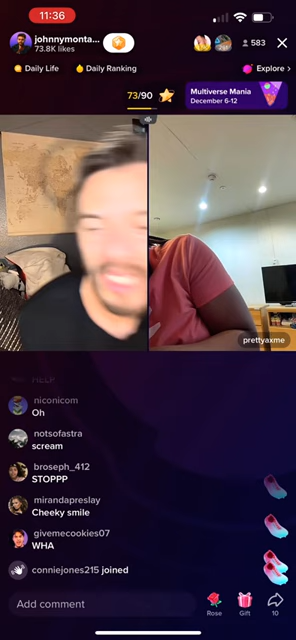 11:36
johnnymonta...
73.8K likes
583
Daily Life
Daily Ranking
Explore >
73/90
Multiverse Mania
December 6-12
prettyaxme
HELP
niconicom
Oh
notsofastra
scream
broseph_412
STOPPP
mirandapreslay
Cheeky smile
givemecookies07
WHA
conniejones215 joined
Add comment
Rose
Gift
10